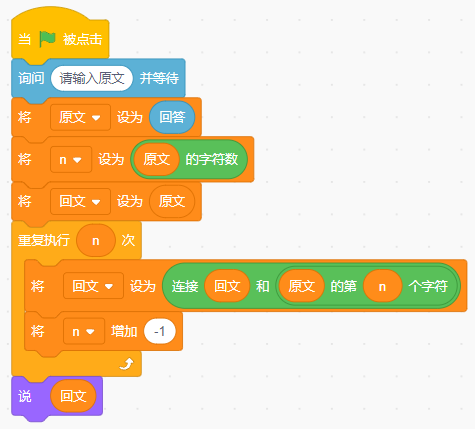 当 被点击
询问 请输入原文 并等待
将 原文 设为 回答
将 n 设为 原文 的字符数
将 回文 设为 原文
重复执行 n 次
将 回文 设为 连接 回文 和 原文 的第 n 个字符
将 n 增加 -1
说 回文